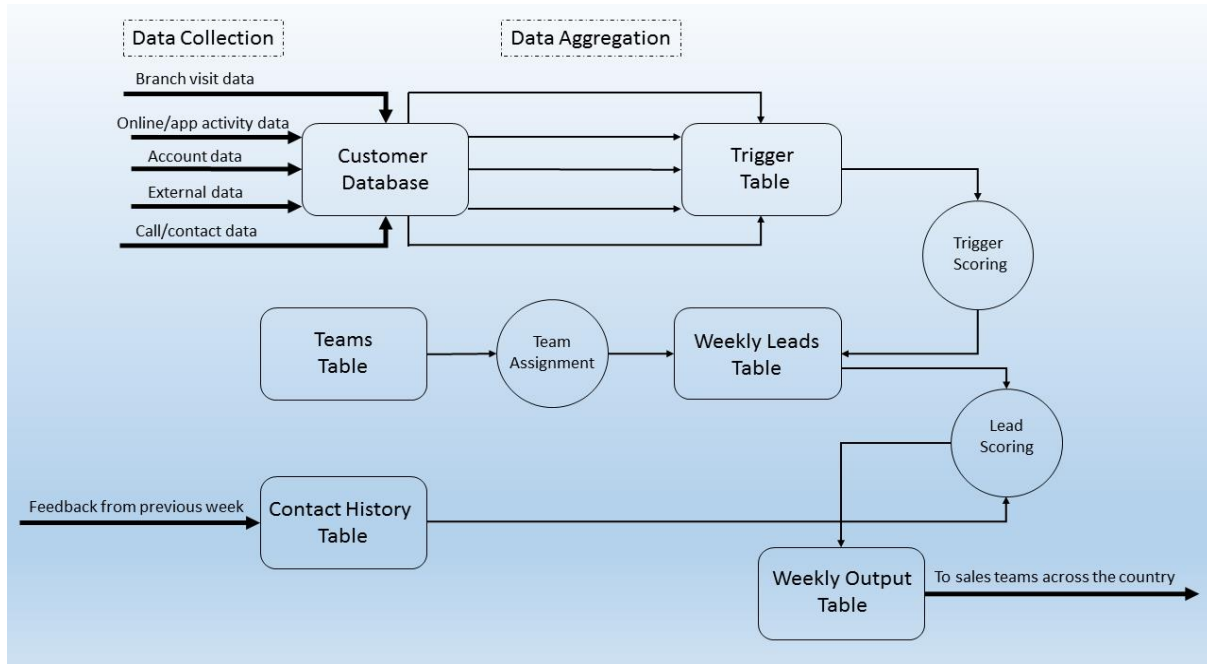 Data Collection
Data Aggregation
Branch visit data
Online/app activity data
Account data
External data
Call/contact data
Customer
Database
Trigger
Table
Trigger
Scoring
Teams
Table
Team
Assignment
Weekly Leads
Table
Lead
Scoring
Feedback from previous week
Contact History
Table
Weekly Output
Table
To sales teams across the country